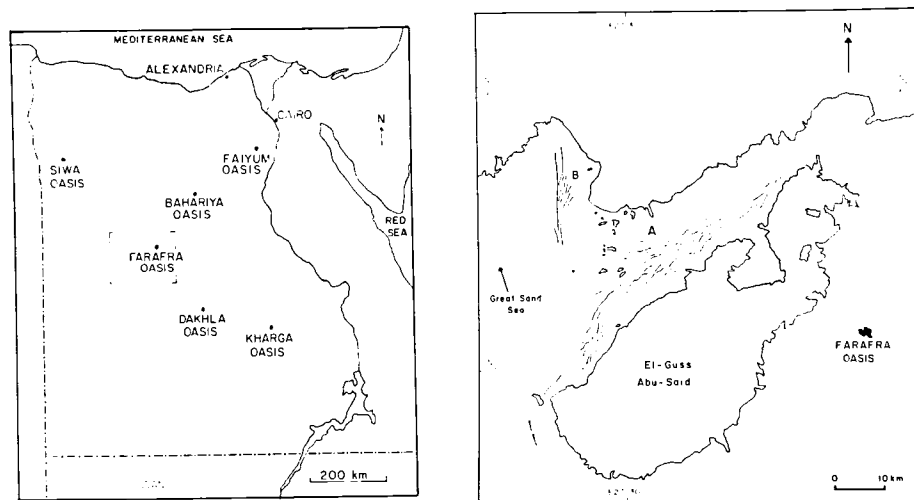 MEDITERRANEAN SEA
ALEXANDRIA
CAIRO
N
SIWA
OASIS
FAIYUM
OASIS
BAHARIYA
OASIS
RED
SEA
FARAFRA
OASIS
DAKHLA
OASIS
KHARGA
OASIS
200 km
N
B
A
Great Sand
Sea
FARAFRA
OASIS
El-Guss
Abu-Said
0 10 km